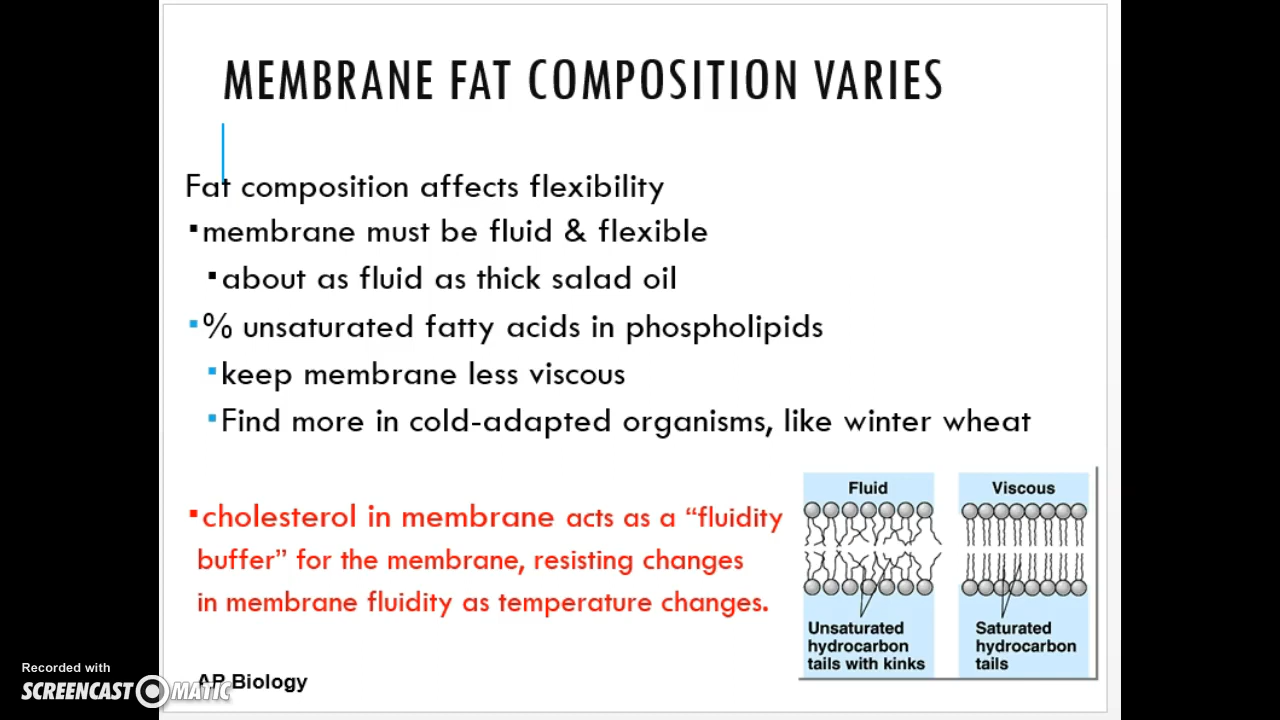 MEMBRANE FAT COMPOSITION VARIES
Fat composition affects flexibility
▪membrane must be fluid & flexible
▪about as fluid as thick salad oil
▪% unsaturated fatty acids in phospholipids
▪keep membrane less viscous
▪Find more in cold-adapted organisms, like winter wheat
▪cholesterol in membrane acts as a “fluidity
buffer” for the membrane, resisting changes
in membrane fluidity as temperature changes.
Fluid
Unsaturated
hydrocarbon
tails with kinks
Viscous
Saturated
hydrocarbon
tails
AP Biology
Recorded with
SCREENCAST MATIC